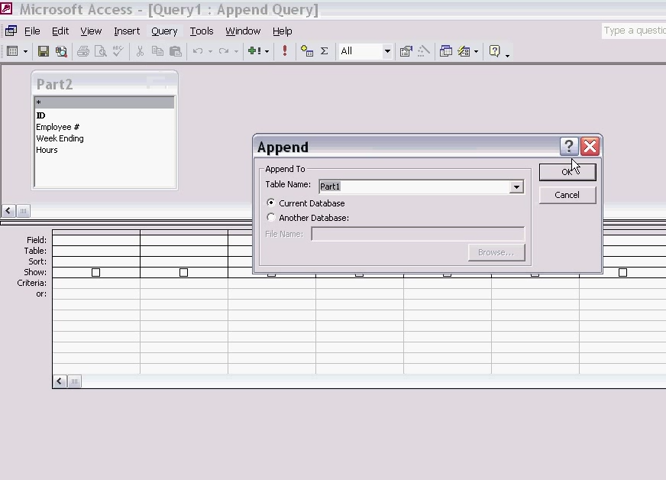 Microsoft Access - [Query1 : Append Query]
File Edit View Insert Query Tools Window Help
Type a questic
Σ All
Part2
*
ID
Employee #
Week Ending
Hours
Append
Append To
Table Name: Part1
Current Database
Another Database:
File Name:
Browse...
OK
Cancel
Field:
Table:
Sort:
Show:
Criteria:
or: